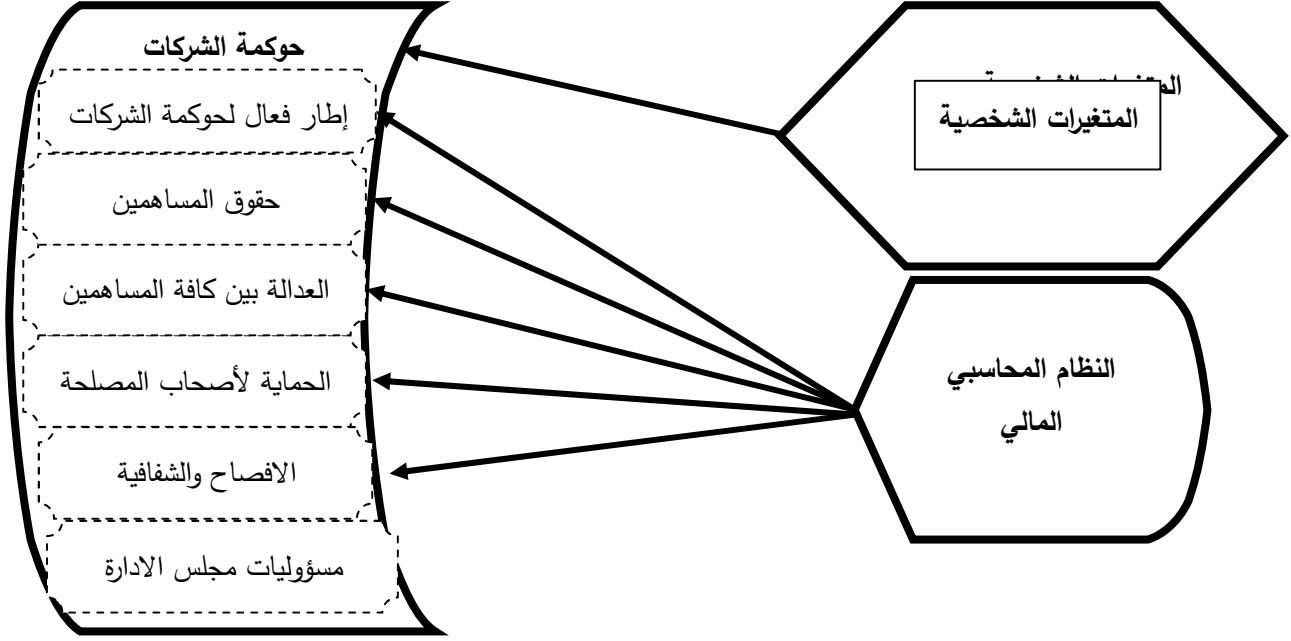 حوكمة الشركات
إطار فعال لحوكمة الشركات
حقوق المساهمين
العدالة بين كافة المساهمين
الحماية لأصحاب المصلحة
الافصاح والشفافية
مسؤوليات مجلس الادارة
المتغيرات الشخصية
النظام المحاسبي
المالي